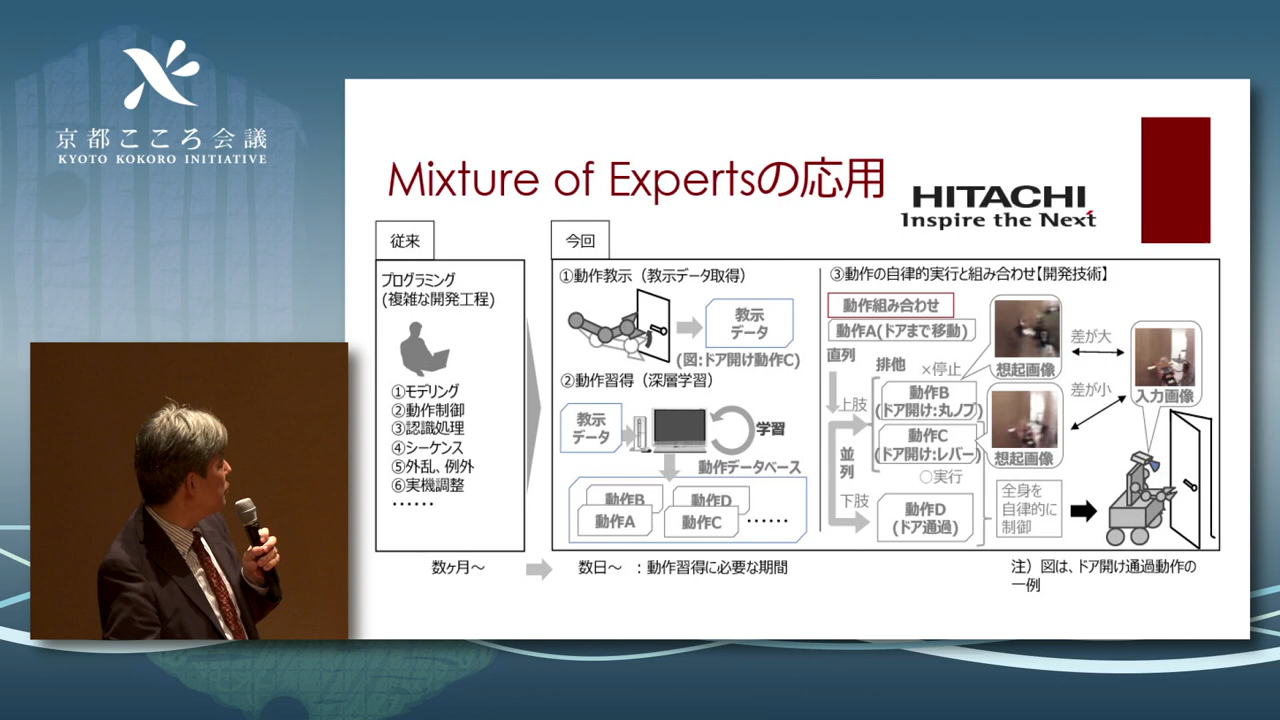 京都こころ会議
KYOTO KOKORO INITIATIVE
Mixture of Expertsの応用
HITACHI
Inspire the Next
従来
プログラミング
(複雑な開発工程)
①モデリング
②動作制御
③認識処理
④シーケンス
⑤外乱、例外
⑥実機調整
‥‥‥
今回
①動作教示（教示データ取得）
教示
データ
(図:ドア開け動作C)
②動作習得（深層学習）
教示
データ
学習
動作データベース
動作B
動作D
動作A
動作C
‥‥‥
③動作の自律的実行と組み合わせ【開発技術】
動作組み合わせ
動作A(ドアまで移動)
直列
排他
×停止
上肢
動作B
(ドア開け:丸ノブ)
動作C
(ドア開け:レバー)
並
列
○実行
下肢
動作D
(ドア通過)
想起画像
想起画像
差が大
差が小
入力画像
全身を
自律的に
制御
数ヶ月～
数日～ ：動作習得に必要な期間
注）図は、ドア開け通過動作の
一例